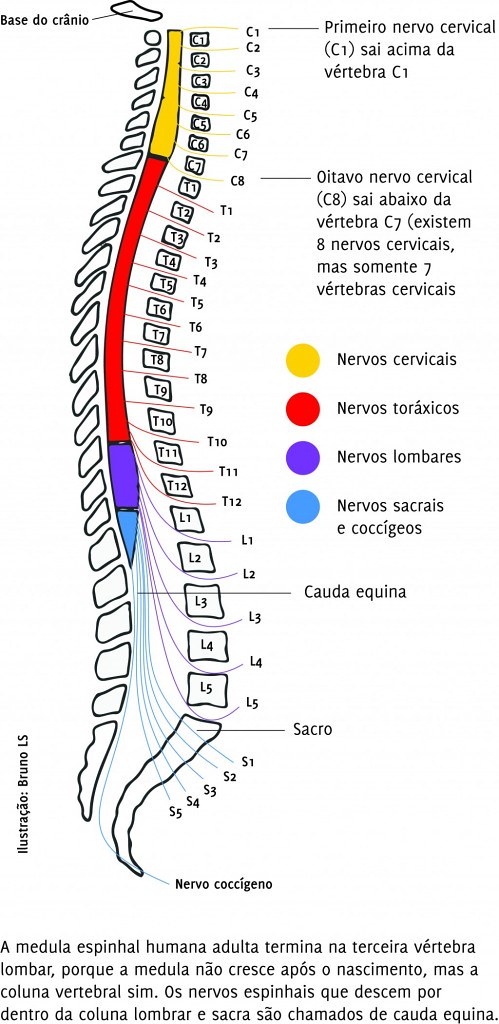 Base do crânio
C1
C2
C3
C4
C5
C6
C7
C8
Primeiro nervo cervical
(C1) sai acima da
vértebra C1
C1
C2
C3
C4
C5
C6
C7
Oitavo nervo cervical
(C8) sai abaixo da
vértebra C7 (existem
8 nervos cervicais,
mas somente 7
vértebras cervicais
T1
T2
T3
T4
T5
T6
T7
T8
T9
T10
T11
T12
T1
T2
T3
T4
T5
T6
T7
T8
T9
T10
T11
T12
Nervos cervicais
Nervos toráxicos
Nervos lombares
Nervos sacrais
e coccígeos
L1
L2
L3
L4
L5
L1
L2
L3
L4
L5
Cauda equina
Sacro
S1
S2
S3
S4
S5
Nervo coccígeno
Ilustração: Bruno LS
A medula espinhal humana adulta termina na terceira vértebra
lombar, porque a medula não cresce após o nascimento, mas a
coluna vertebral sim. Os nervos espinhais que descem por
dentro da coluna lombrar e sacra são chamados de cauda equina.